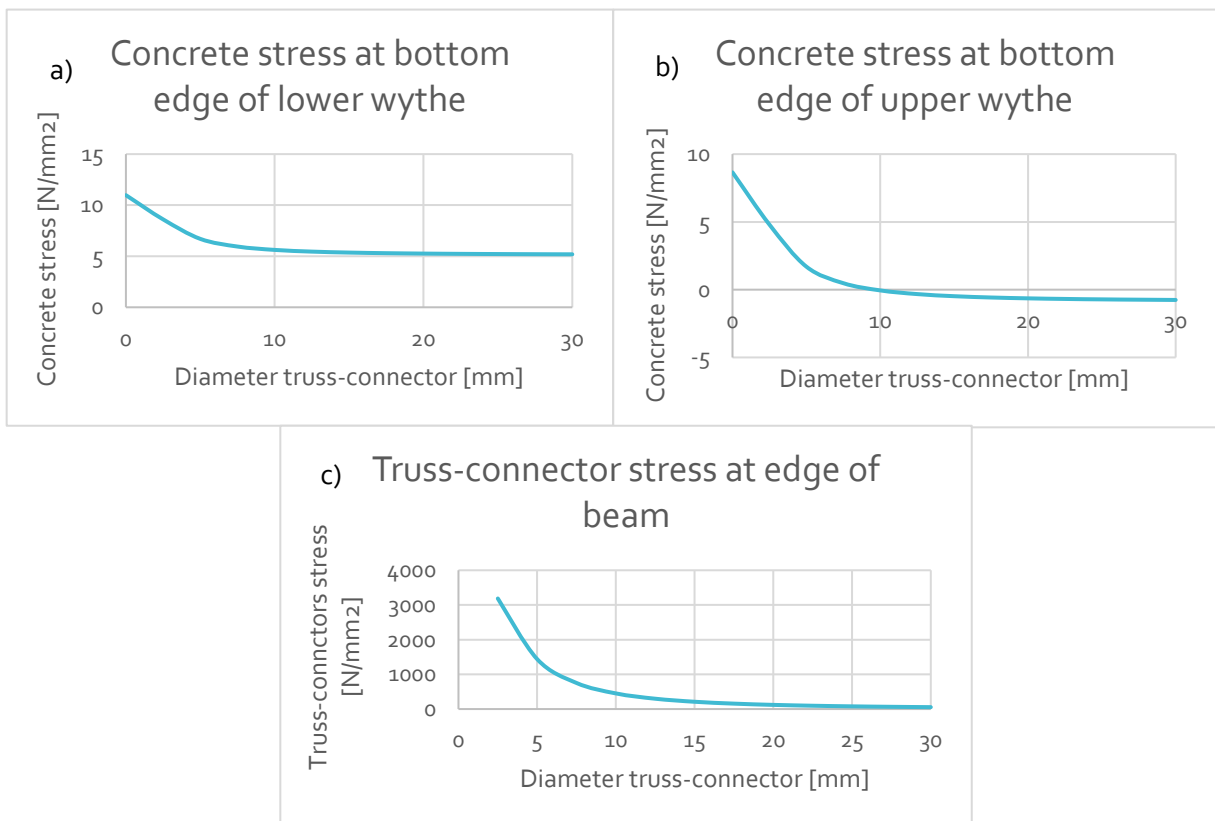 a)
Concrete stress at bottom
edge of lower wythe
Concrete stress [N/mm2]
15
10
5
0
0 10 20 30
Diameter truss-connector [mm]
b)
Concrete stress at bottom
edge of upper wythe
Concrete stress [N/mm2]
10
5
0
-5
0 10 20 30
Diameter truss-connector [mm]
c)
Truss-connector stress at edge of
beam
Truss-connctors stress
[N/mm2]
4000
3000
2000
1000
0
0 5 10 15 20 25 30
Diameter truss-connector [mm]